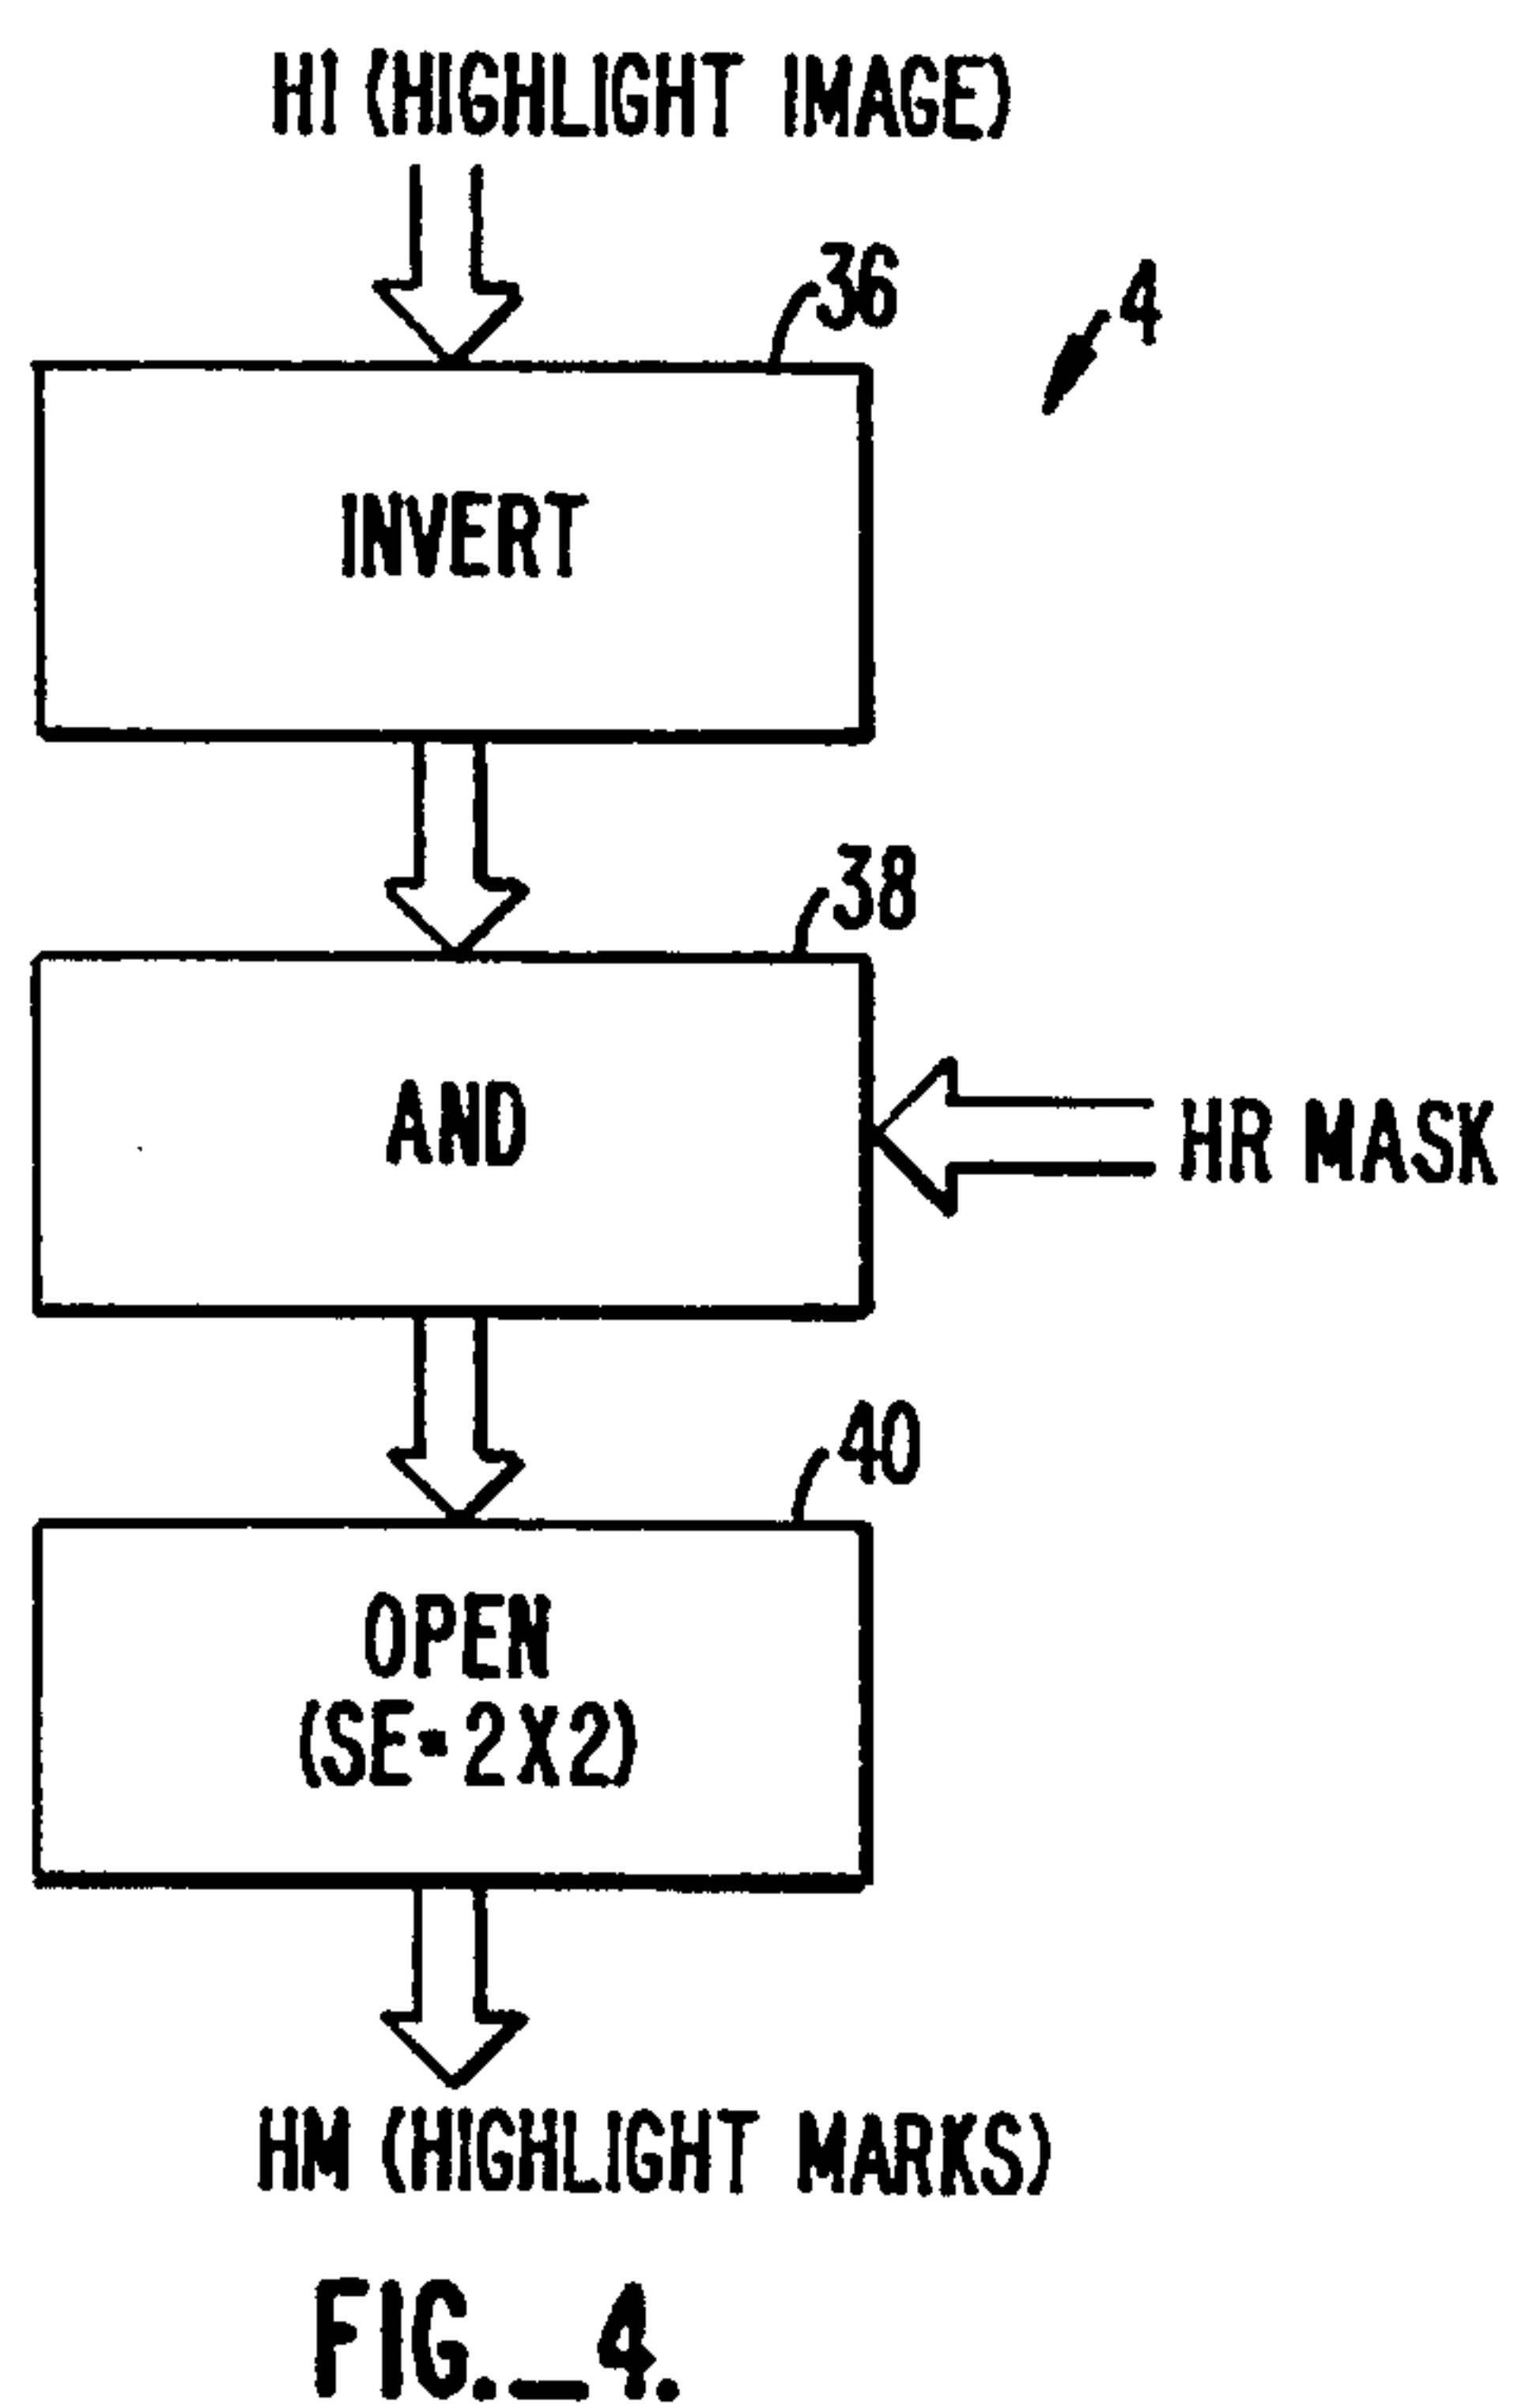 HI (HIGHLIGHT IMAGE)
36
4
INVERT
38
AND
HR MASK
40
OPEN
(SE▪2X2)
HM (HIGHLIGHT MARKS)
FIG._4.